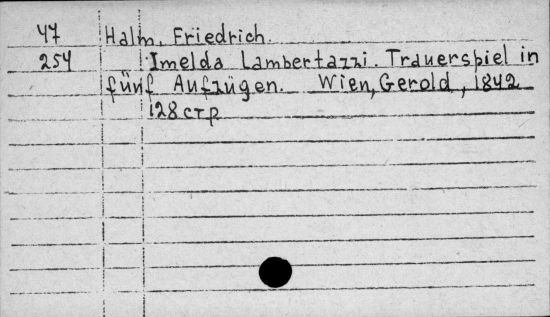 47 Halm, Friedrich.
254 Imelda Lambertazzi. Trauerspiel in
fünf Aufzügen. Wien, Gerold, 1842
128 стр